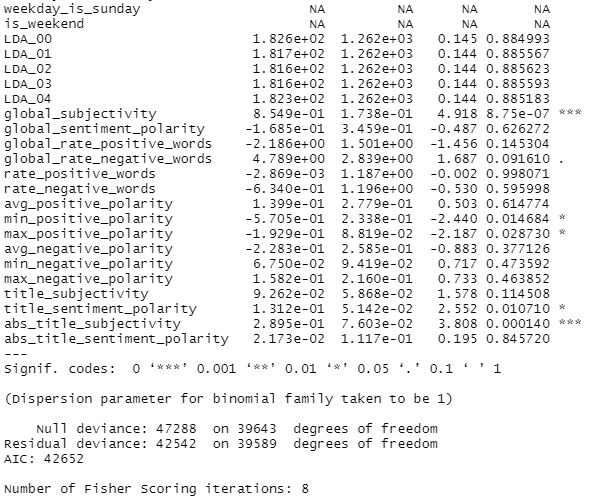 weekday_is_sunday NA NA NA NA
is_weekend NA NA NA NA
LDA_00 1.826e+02 1.262e+03 0.145 0.884924
LDA_01 1.817e+02 1.262e+03 0.144 0.885567
LDA_02 1.816e+02 1.262e+03 0.144 0.885623
LDA_03 1.816e+02 1.262e+03 0.144 0.885593
LDA_04 1.823e+02 1.262e+03 0.144 0.885183
global_subjectivity 8.549e-01 1.738e-01 4.918 8.75e-07 ***
global_sentiment_polarity -1.685e-01 3.459e-01 -0.487 0.626272
global_rate_positive_words -2.186e+00 1.501e+00 -1.456 0.145304
global_rate_negative_words 4.789e+00 2.839e+00 1.687 0.091610 .
rate_positive_words -2.869e-03 1.187e+00 -0.002 0.998071
rate_negative_words -6.340e-01 1.196e+00 -0.530 0.595998
avg_positive_polarity 1.399e-01 2.779e-01 0.503 0.614774
min_positive_polarity -5.705e-01 2.338e-01 -2.440 0.014684 *
max_positive_polarity -1.929e-01 8.819e-02 -2.187 0.028730 *
avg_negative_polarity -2.283e-01 2.585e-01 -0.883 0.377126
min_negative_polarity 6.750e-02 9.419e-02 0.717 0.473592
max_negative_polarity 1.582e-01 2.160e-01 0.733 0.463852
title_subjectivity 9.262e-02 5.868e-02 1.578 0.114508
title_sentiment_polarity 1.312e-01 5.142e-02 2.552 0.010710 *
abs_title_subjectivity 2.895e-01 7.603e-02 3.808 0.000140 ***
abs_title_sentiment_polarity 2.173e-02 1.117e-01 0.195 0.845720
---
Signif. codes: 0 ‘***’ 0.001 ‘**’ 0.01 ‘*’ 0.05 ‘.’ 0.1 ‘ ’ 1
(Dispersion parameter for binomial family taken to be 1)
Null deviance: 47288 on 39643 degrees of freedom
Residual deviance: 42542 on 39589 degrees of freedom
AIC: 42652
Number of Fisher Scoring iterations: 8